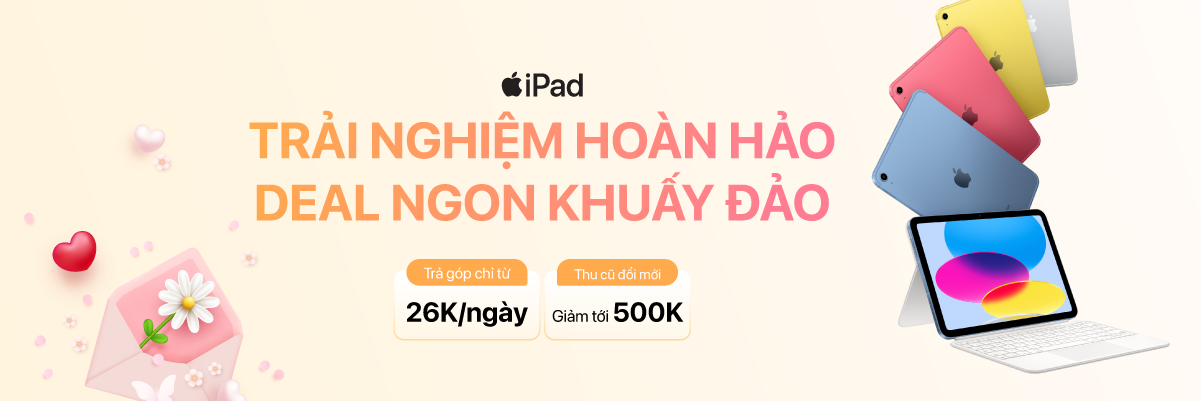 iPad
TRẢI NGHIỆM HOÀN HẢO
DEAL NGON KHUẤY ĐẢO
Trả góp chỉ từ
26K/ngày
Thu cũ đổi mới
Giảm tới 500K